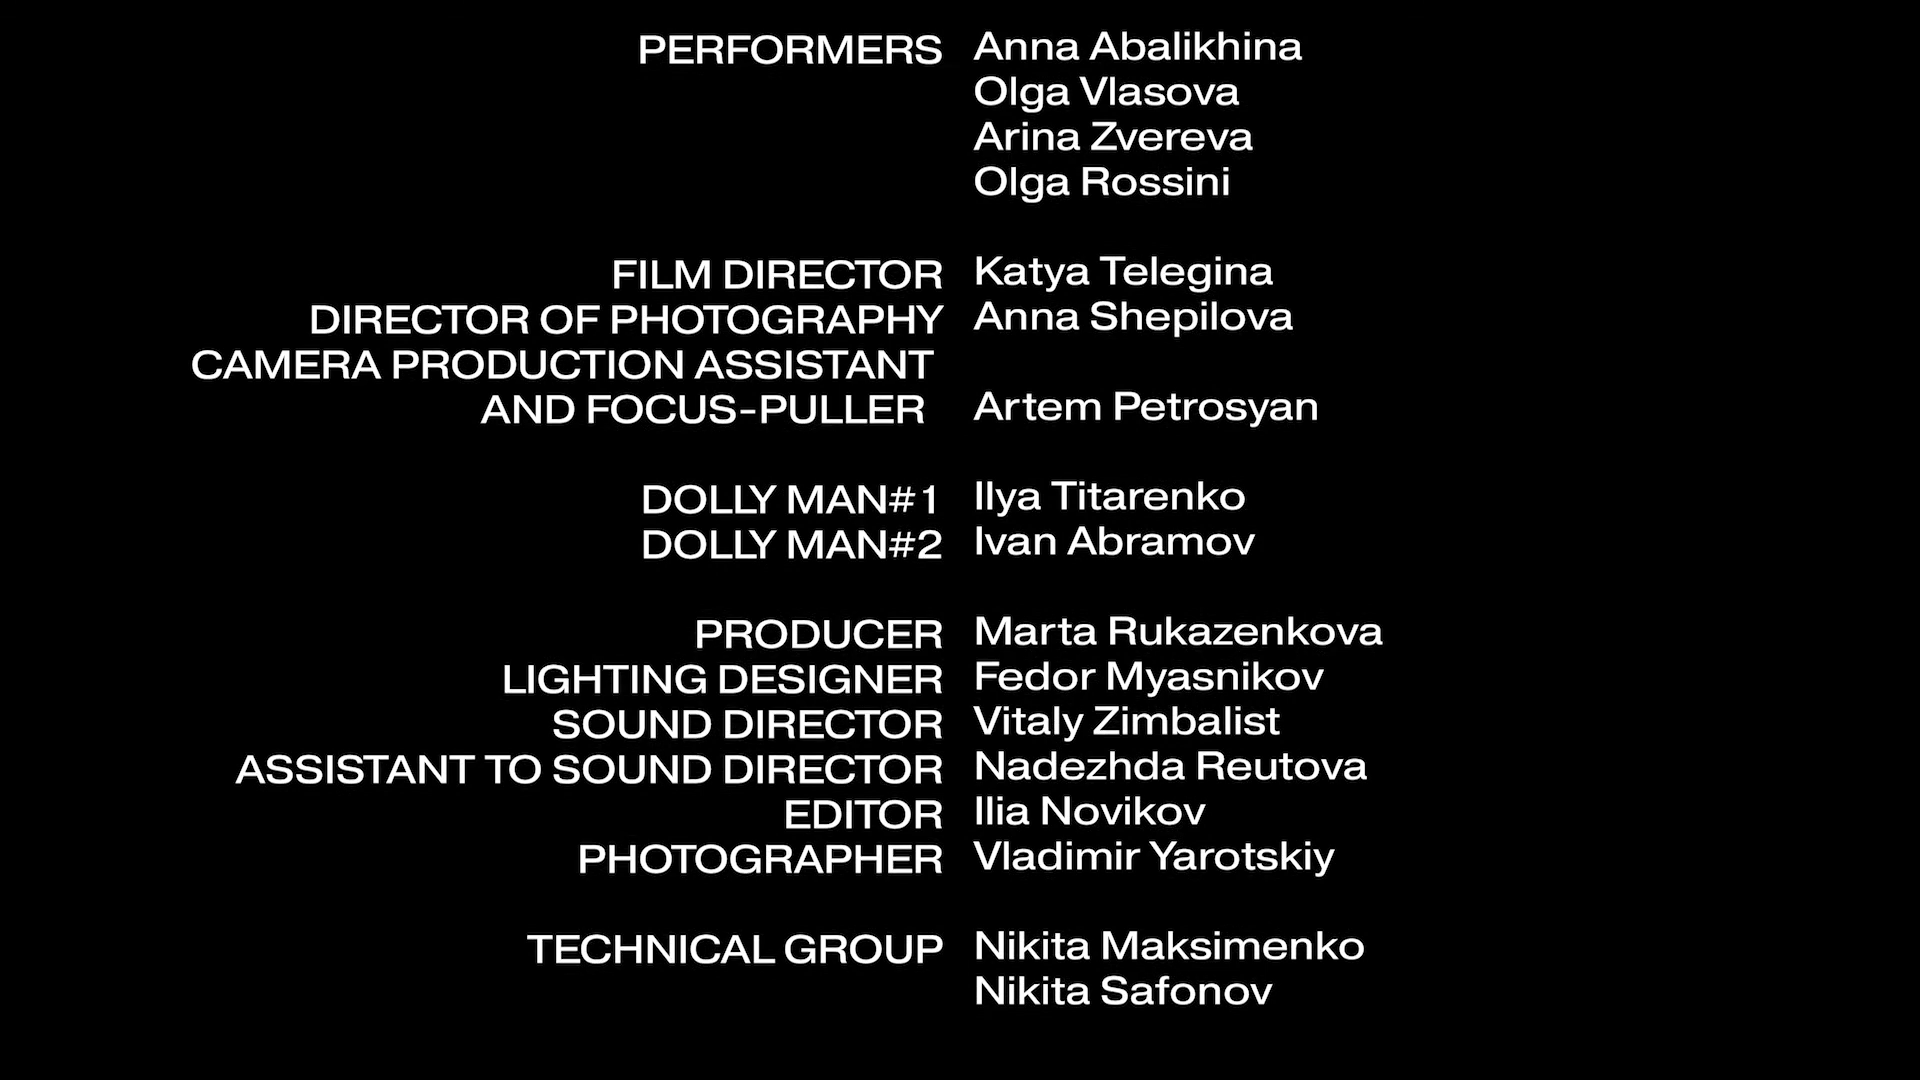 PERFORMERS Anna Abalikhina
Olga Vlasova
Arina Zvereva
Olga Rossini
FILM DIRECTOR Katya Telegina
DIRECTOR OF PHOTOGRAPHY Anna Shepilova
CAMERA PRODUCTION ASSISTANT
AND FOCUS-PULLER Artem Petrosyan
DOLLY MAN#1 Ilya Titarenko
DOLLY MAN#2 Ivan Abramov
PRODUCER Marta Rukazenkova
LIGHTING DESIGNER Fedor Myasnikov
SOUND DIRECTOR Vitaly Zimbalist
ASSISTANT TO SOUND DIRECTOR Nadezhda Reutova
EDITOR Ilia Novikov
PHOTOGRAPHER Vladimir Yarotskiy
TECHNICAL GROUP Nikita Maksimenko
Nikita Safonov